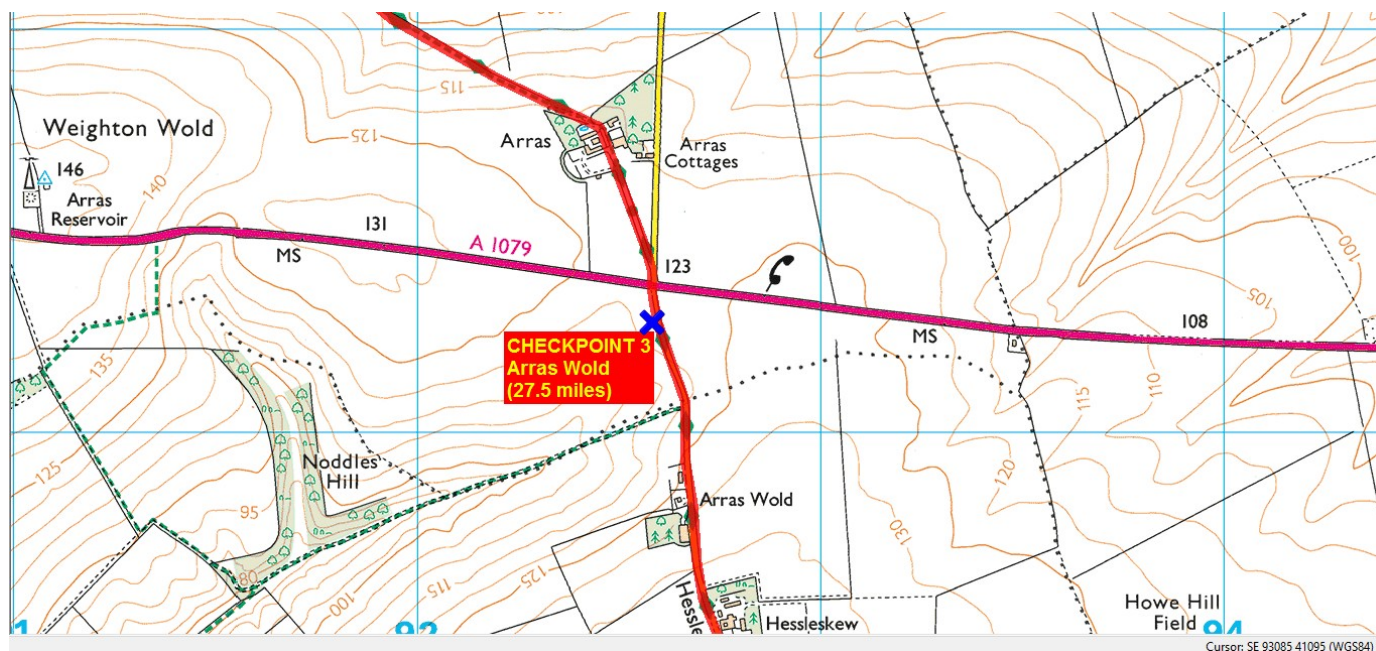 115
125
Weighton Wold
146
140
Arras
Reservoir
Arras
Arras
Cottages
131
MS
A 1079
123
100
105
108
MS
CHECKPOINT 3
Arras Wold
(27.5 miles)
135
115
110
125
Noddles
Hill
95
80
100
115
125
Arras Wold
120
130
Hessleskew
Howe Hill
Field
92
94
Cursor: SE 93085 41095 (WGS84)